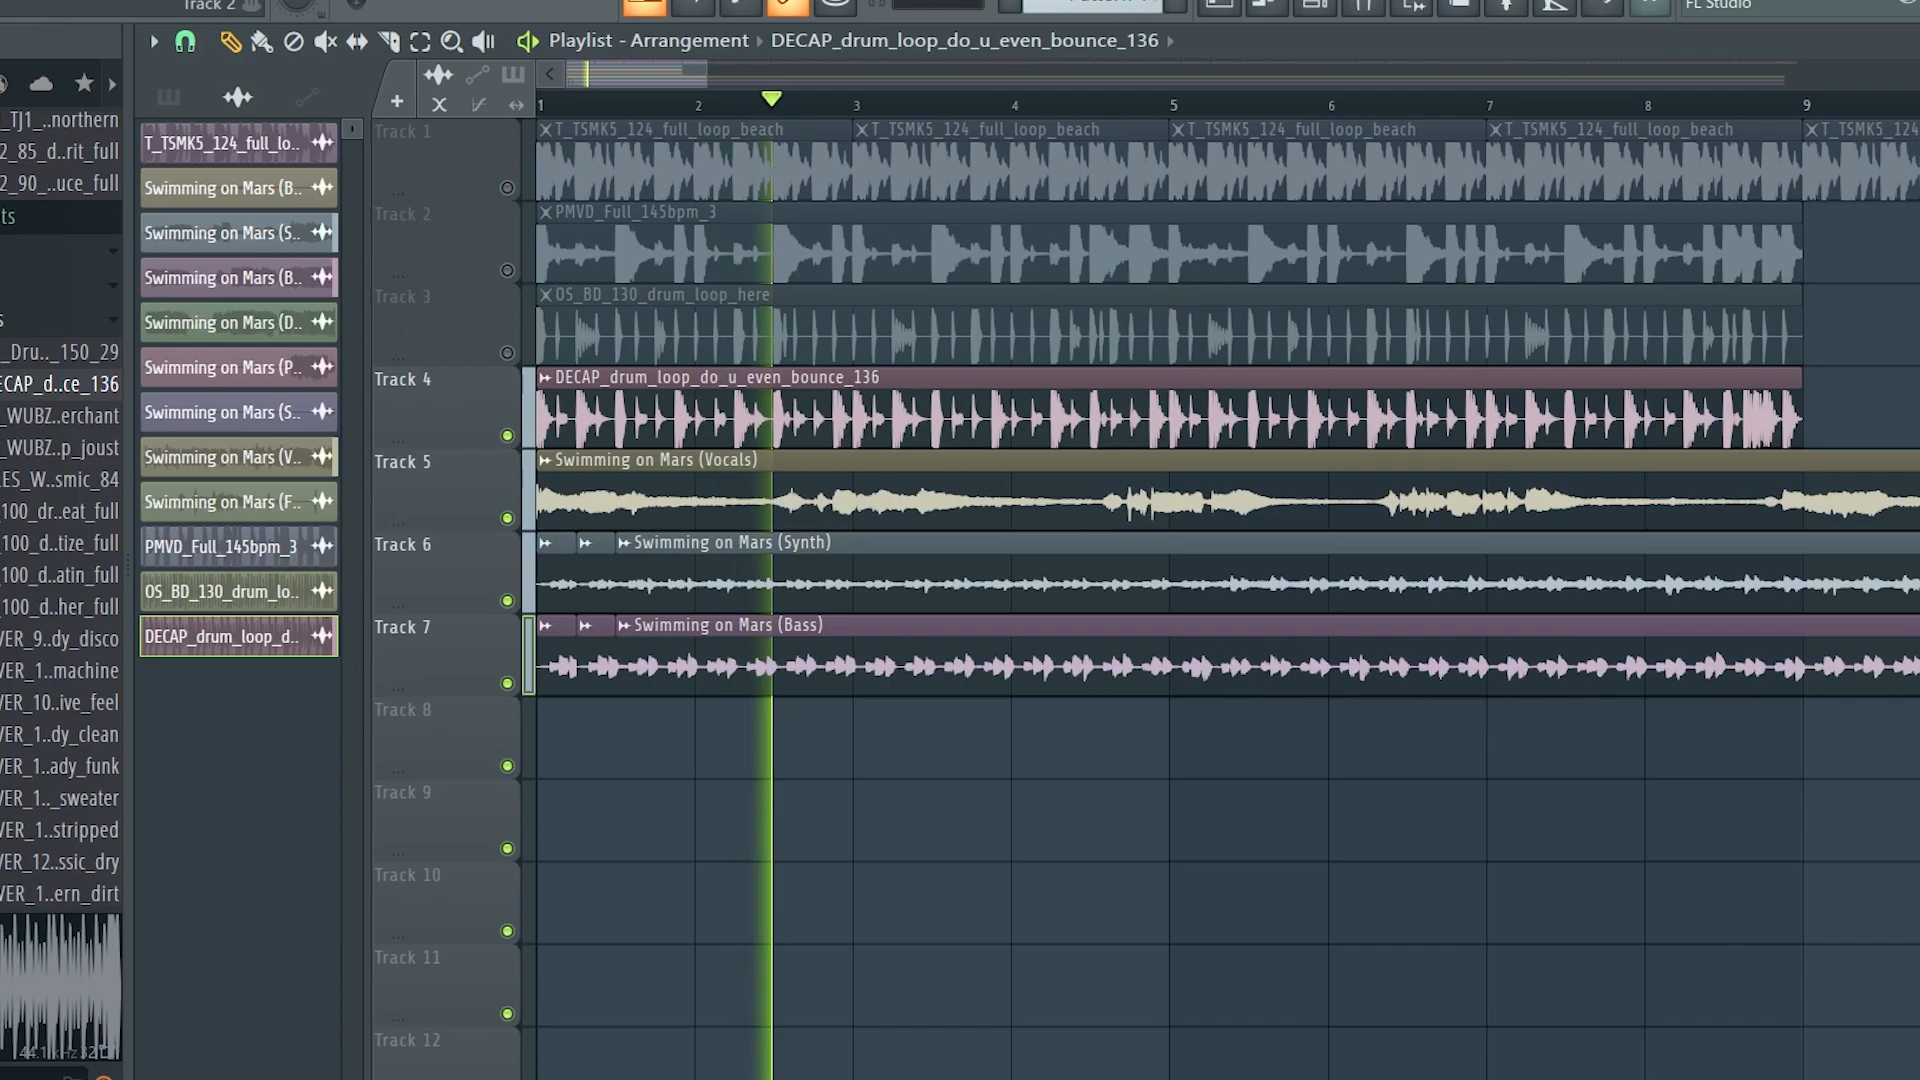 Track 2
FL Studio
Playlist - Arrangement › DECAP_drum_loop_do_u_even_bounce_136 ›
1 2 3 4 5 6 7 8 9
_TJ1_..northern
2_85_d..rit_full
2_90_..uce_full
ts
s
_Dru.._150_29
ECAP_d..ce_136
_WUBZ..erchant
_WUBZ..p_joust
LES_W..smic_84
100_dr..eat_full
100_d..tize_full
100_d..atin_full
100_d..her_full
VER_9..dy_disco
VER_1..machine
VER_10..ive_feel
VER_1..dy_clean
VER_1..ady_funk
VER_1.._sweater
VER_1..stripped
VER_12..ssic_dry
VER_1..ern_dirt
T_TSMK5_124_full_lo..
Swimming on Mars (B..
Swimming on Mars (S..
Swimming on Mars (B..
Swimming on Mars (D..
Swimming on Mars (P..
Swimming on Mars (S..
Swimming on Mars (V..
Swimming on Mars (F..
PMVD_Full_145bpm_3
OS_BD_130_drum_lo..
DECAP_drum_loop_d..
Track 1
T_TSMK5_124_full_loop_beach
T_TSMK5_124_full_loop_beach
T_TSMK5_124_full_loop_beach
T_TSMK5_124_full_loop_beach
T_TSMK5_124
Track 2
PMVD_Full_145bpm_3
Track 3
OS_BD_130_drum_loop_here
Track 4
DECAP_drum_loop_do_u_even_bounce_136
Track 5
Swimming on Mars (Vocals)
Track 6
Swimming on Mars (Synth)
Track 7
Swimming on Mars (Bass)
Track 8
Track 9
Track 10
Track 11
Track 12